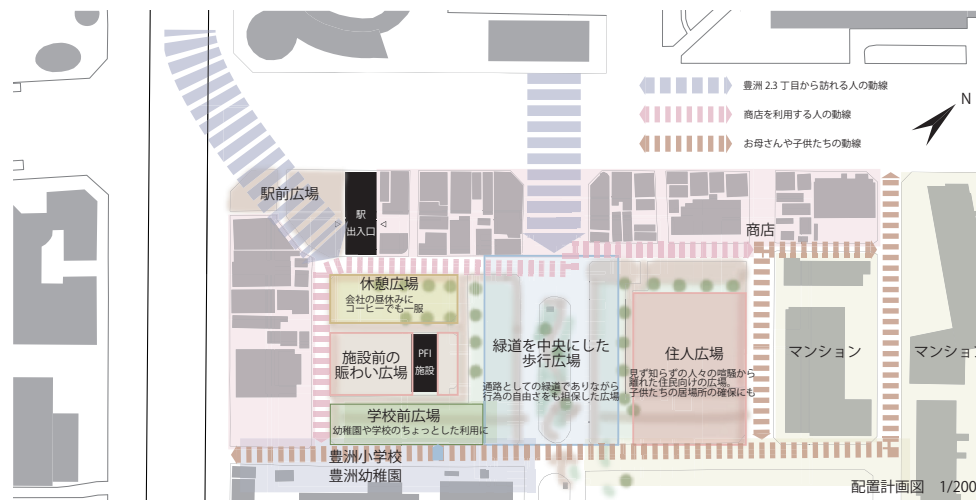 豊洲 2.3 丁目から訪れる人の動線
商店を利用する人の動線
お母さんや子供たちの動線
N
駅前広場
駅
出入口
商店
休憩広場
会社の昼休みに
コーヒーでも一服
施設前の
賑わい広場
PFI
施設
緑道を中央にした
歩行広場
通路としての緑道でありながら
行為の自由さをも担保した広場
住人広場
見ず知らずの人々の喧騒から
離れた住民向けの広場。
子供たちの居場所の確保にも
マンション
マンション
学校前広場
幼稚園や学校のちょっとした利用に
豊洲小学校
豊洲幼稚園
配置計画図 1/200